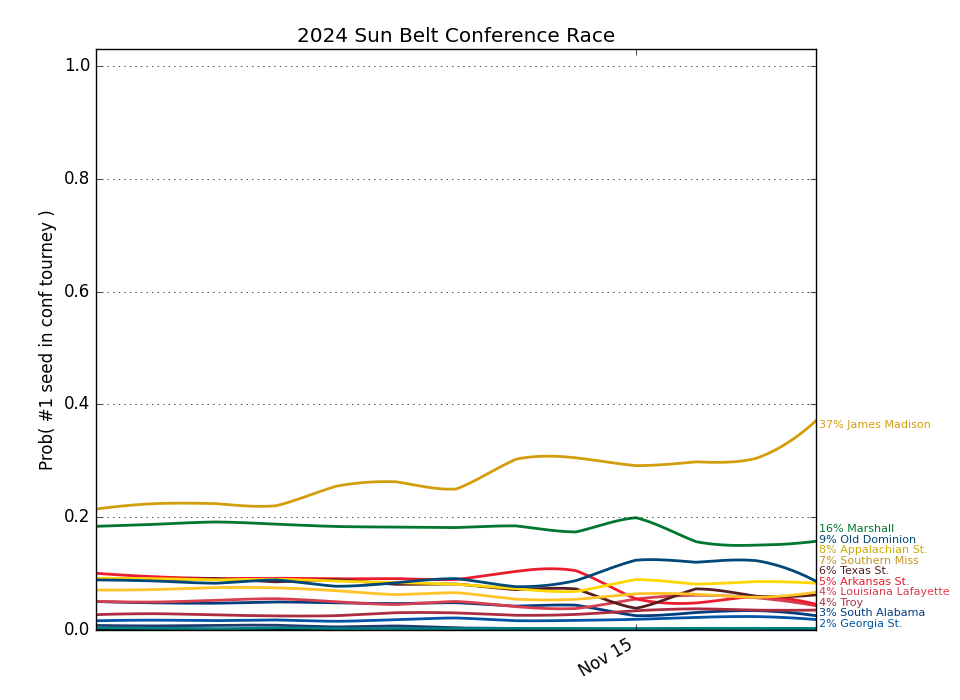 2024 Sun Belt Conference Race
Prob( #1 seed in conf tourney )
1.0
0.8
0.6
0.4
0.2
0.0
Nov 15
37% James Madison
16% Marshall
9% Old Dominion
8% Appalachian St.
7% Southern Miss
6% Texas St.
5% Arkansas St.
4% Louisiana Lafayette
4% Troy
3% South Alabama
2% Georgia St.